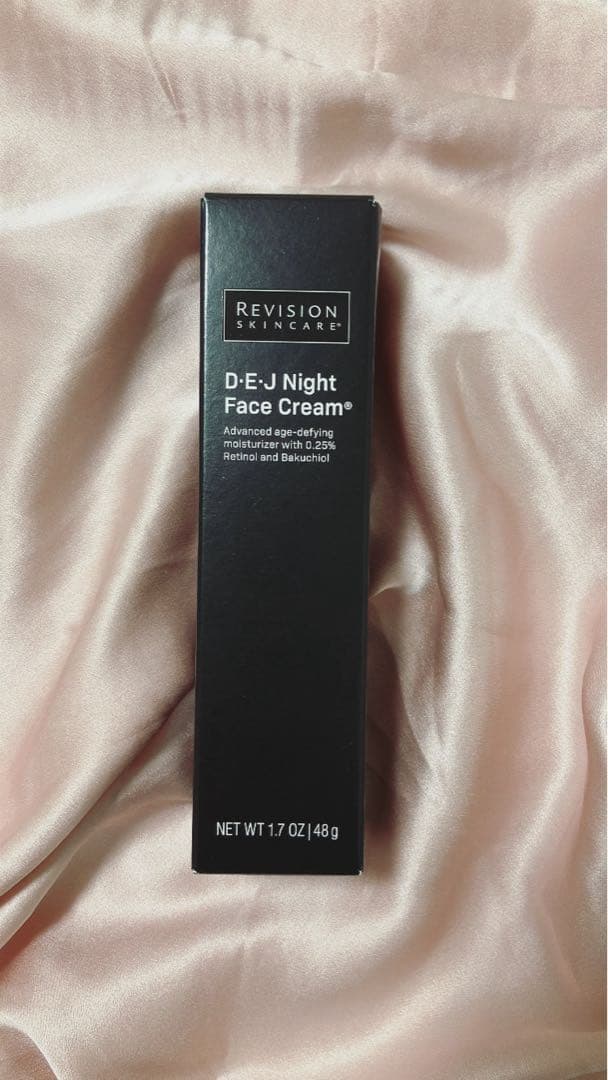 REVISION
SKINCARE®
D·E·J Night
Face Cream®
Advanced age-defying
moisturizer with 0.25%
Retinol and Bakuchiol
NET WT 1.7 OZ | 48 g